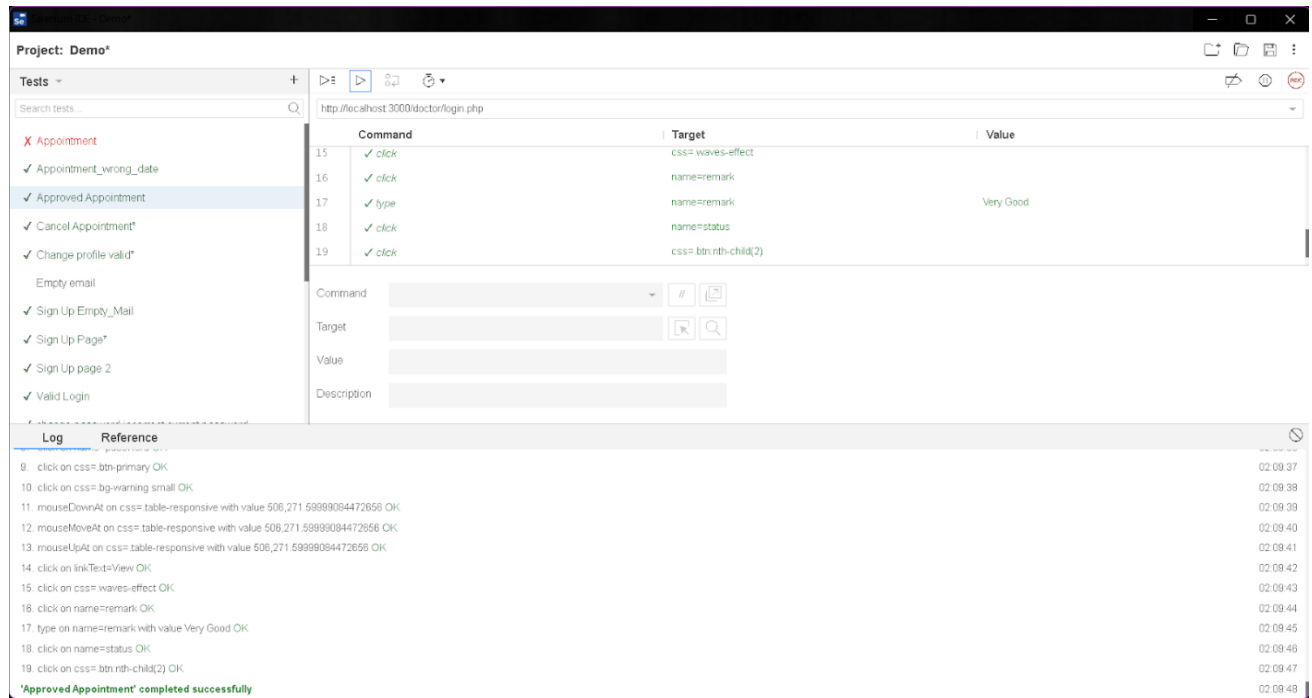 Se Selenium IDE - Demo*
Project: Demo*
Tests
Search tests...
X Appointment
✓ Appointment_wrong_date
✓ Approved Appointment
✓ Cancel Appointment*
✓ Change profile valid*
Empty email
✓ Sign Up Empty_Mail
✓ Sign Up Page*
✓ Sign Up page 2
✓ Valid Login
REC
http://localhost:3000/doctor/login.php
Command Target Value
15 ✓ click css=.waves-effect
16 ✓ click name=remark
17 ✓ type name=remark Very Good
18 ✓ click name=status
19 ✓ click css=.btn:nth-child(2)
Command //
Target
Value
Description
Log Reference
9. click on css=.btn-primary OK 02:09:37
10. click on css=.bg-warning small OK 02:09:38
11. mouseDownAt on css=.table-responsive with value 506,271.59999084472656 OK 02:09:39
12. mouseMoveAt on css=.table-responsive with value 506,271.59999084472656 OK 02:09:40
13. mouseUpAt on css=.table-responsive with value 506,271.59999084472656 OK 02:09:41
14. click on linkText=View OK 02:09:42
15. click on css=.waves-effect OK 02:09:43
16. click on name=remark OK 02:09:44
17. type on name=remark with value Very Good OK 02:09:45
18. click on name=status OK 02:09:46
19. click on css=.btn:nth-child(2) OK 02:09:47
'Approved Appointment' completed successfully 02:09:48